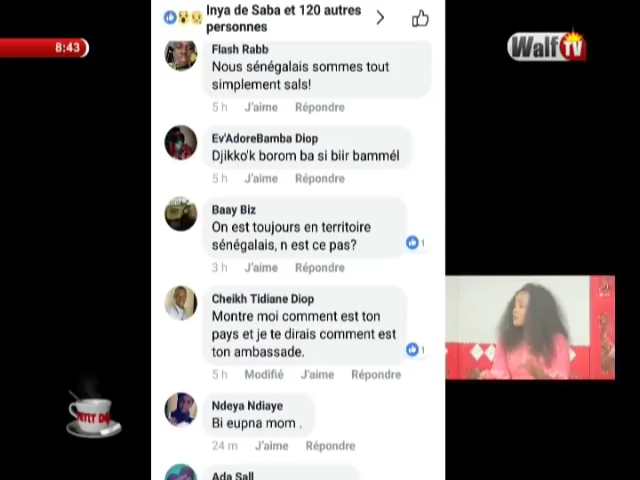 Inya de Saba et 120 autres
personnes
8:43
Walf TV
Flash Rabb
Nous sénégalais sommes tout
simplement sals!
5 h J'aime Répondre
Ev'AdoreBamba Diop
Djikko'k borom ba si biir bammél
5 h J'aime Répondre
Baay Biz
On est toujours en territoire
sénégalais, n est ce pas?
1
3 h J'aime Répondre
Cheikh Tidiane Diop
Montre moi comment est ton
pays et je te dirais comment est
ton ambassade.
1
5 h Modifié J'aime Répondre
Ndeya Ndiaye
Bi eupna mom .
24 m J'aime Répondre
Ada Sall